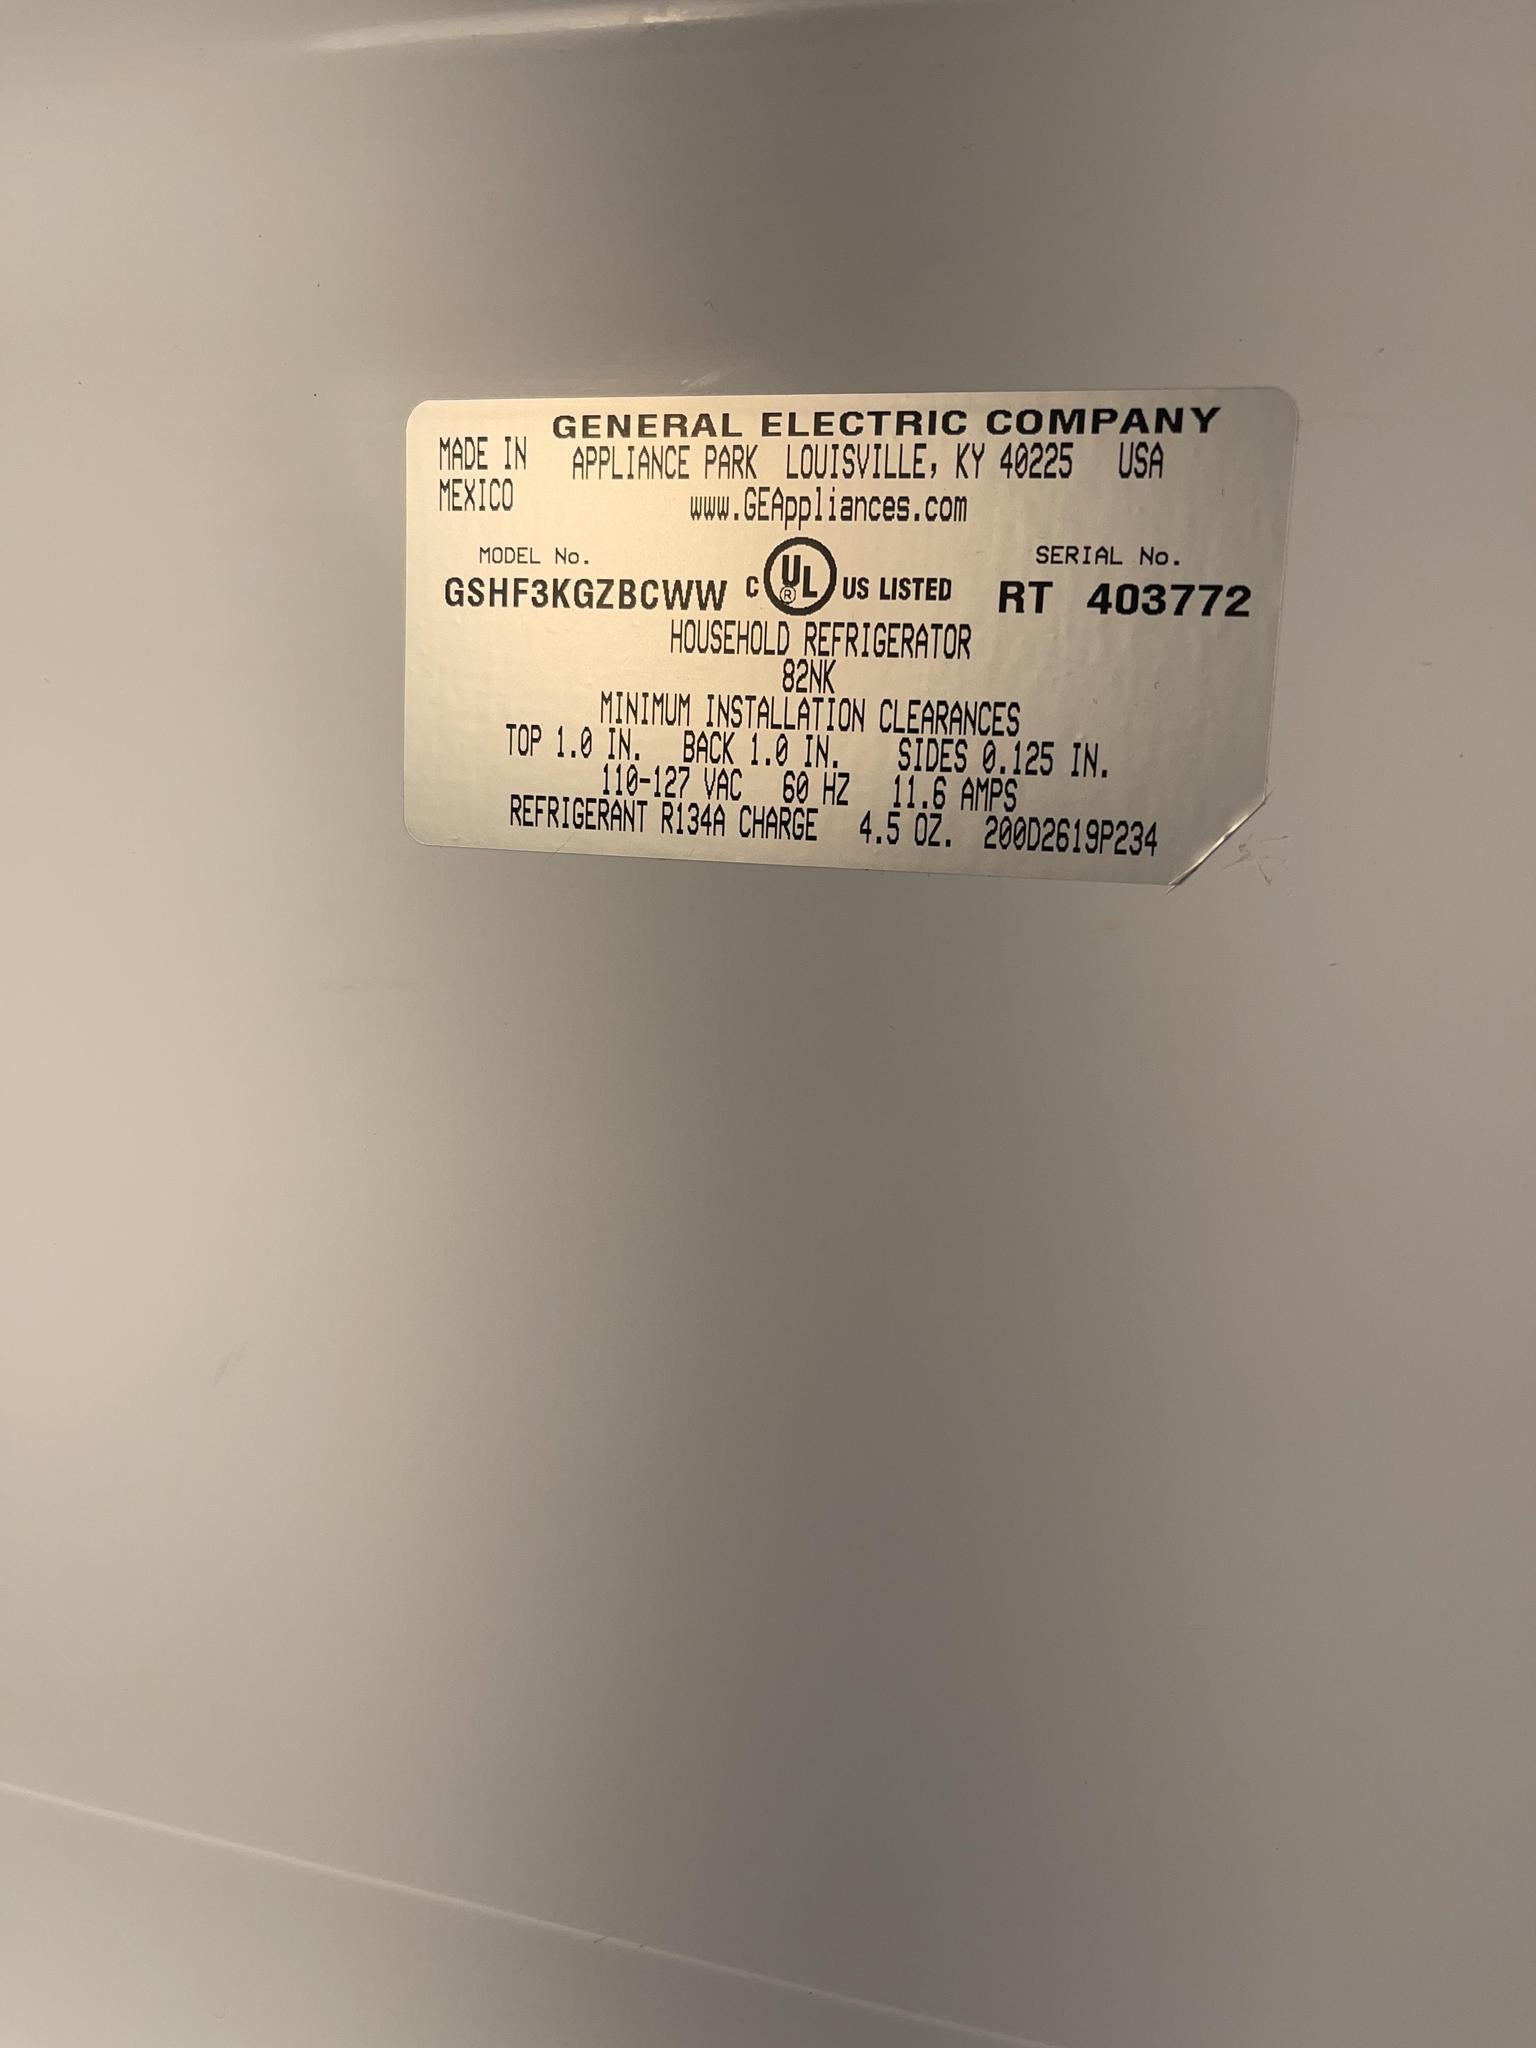 GENERAL ELECTRIC COMPANY
MADE IN APPLIANCE PARK LOUISVILLE, KY 40225 USA
MEXICO www.GEAppliances.com
MODEL No. SERIAL No.
GSHF3KGZBCWW C UL ® US LISTED RT 403772
HOUSEHOLD REFRIGERATOR
82NK
MINIMUM INSTALLATION CLEARANCES
TOP 1.0 IN. BACK 1.0 IN. SIDES 0.125 IN.
110-127 VAC 60 HZ 11.6 AMPS
REFRIGERANT R134A CHARGE 4.5 OZ. 200D2619P234